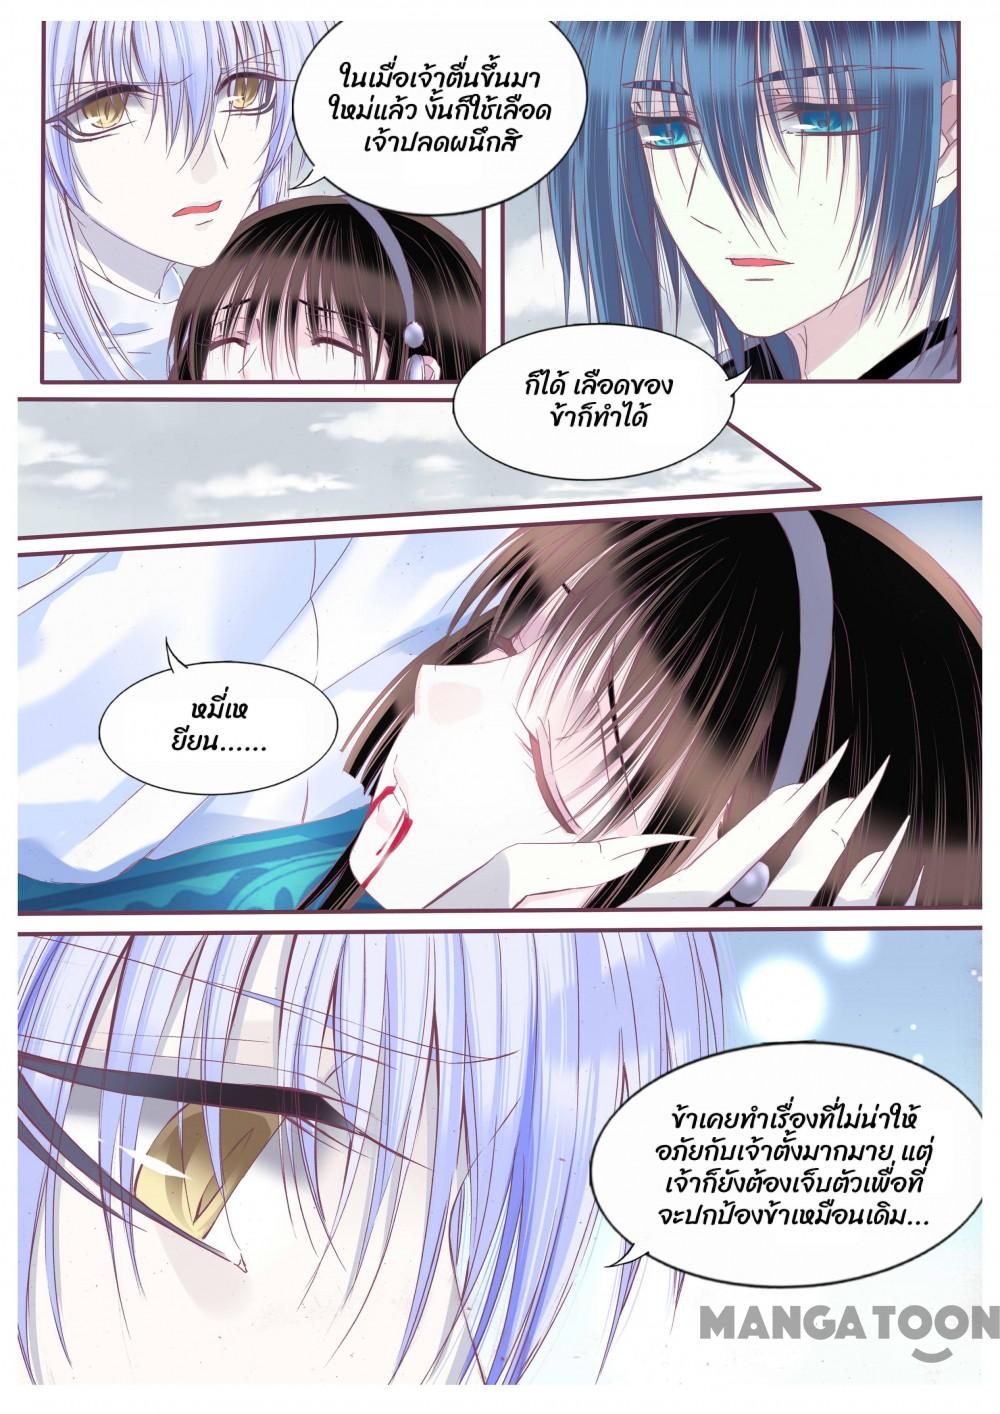 ในเมื่อเจ้าตื่นขึ้นมา
ใหม่แล้ว งั้นก็ใช้เลือด
เจ้าปลดผนึกสิ
ก็ได้ เลือดของ
ข้าก็ทำได้
หมี่เห
ยียน......
ข้าเคยทำเรื่องที่ไม่น่าให้
อภัยกับเจ้าตั้งมากมาย แต่
เจ้าก็ยังต้องเจ็บตัวเพื่อที่
จะปกป้องข้าเหมือนเดิม...
MANGATOON